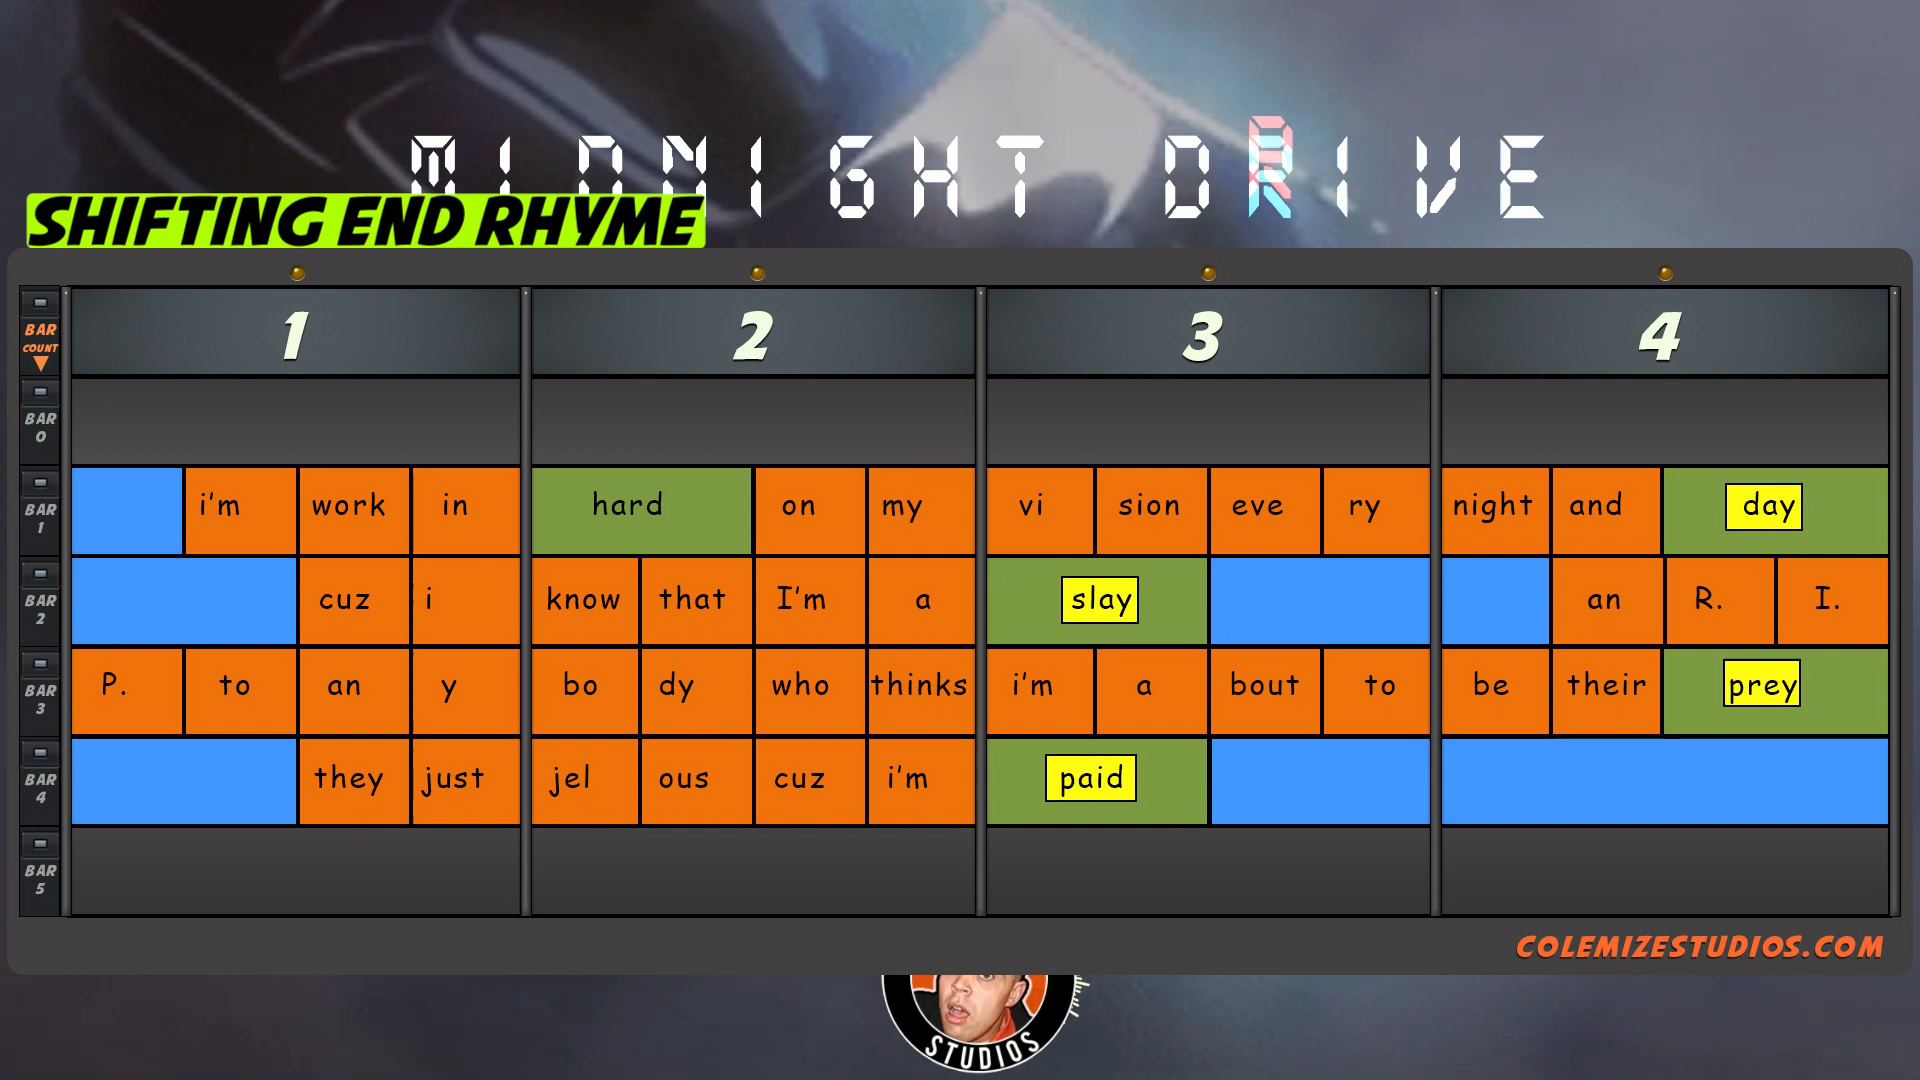 MIDNIGHT DRIVE
SHIFTING END RHYME
BAR COUNT 1 2 3 4
BAR 0
BAR 1 i'm work in hard on my vi sion eve ry night and day
BAR 2 cuz i know that I'm a slay an R. I.
BAR 3 P. to an y bo dy who thinks i'm a bout to be their prey
BAR 4 they just jel ous cuz i'm paid
BAR 5
COLEMIZESTUDIOS.COM
STUDIOS